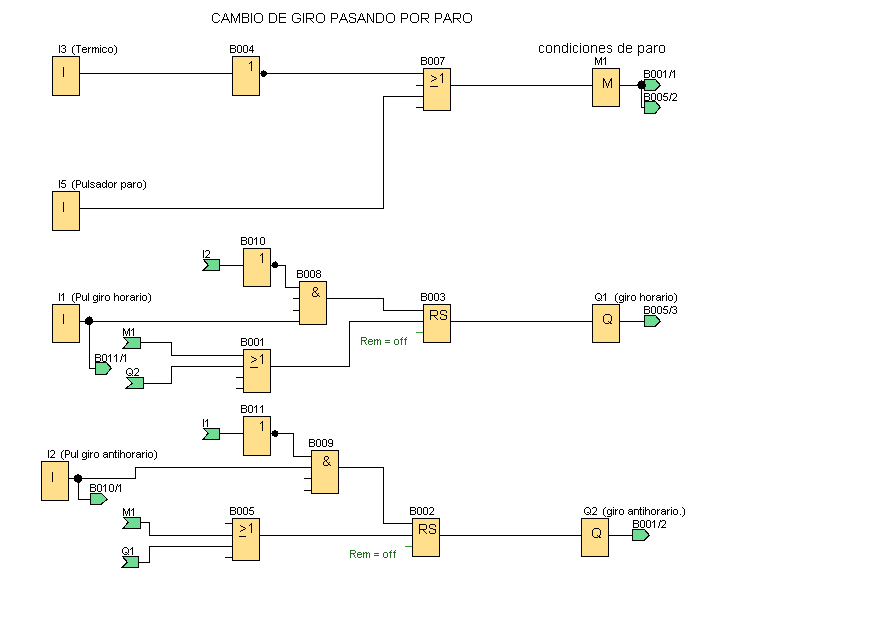 CAMBIO DE GIRO PASANDO POR PARO
I3 (Termico)
B004
B007
condiciones de paro
M1
I
1
≥1
M
B001/1
B005/2
I5 (Pulsador paro)
I
B010
I2
1
B008
&
I1 (Pul giro horario)
I
B003
RS
Q1 (giro horario)
Q
B005/3
M1
B001
≥1
Rem = off
B011/1
Q2
B011
I1
1
B009
&
I2 (Pul giro antihorario)
I
B010/1
M1
B005
≥1
B002
RS
Q2 (giro antihorario.)
Q
B001/2
Q1
Rem = off